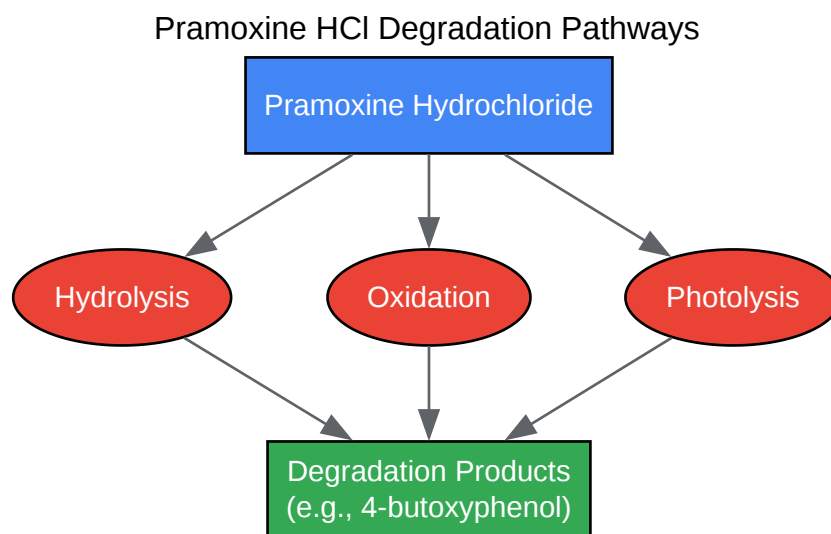 Pramoxine HCl Degradation Pathways
Pramoxine Hydrochloride
Hydrolysis
Oxidation
Photolysis
Degradation Products
(e.g., 4-butoxyphenol)